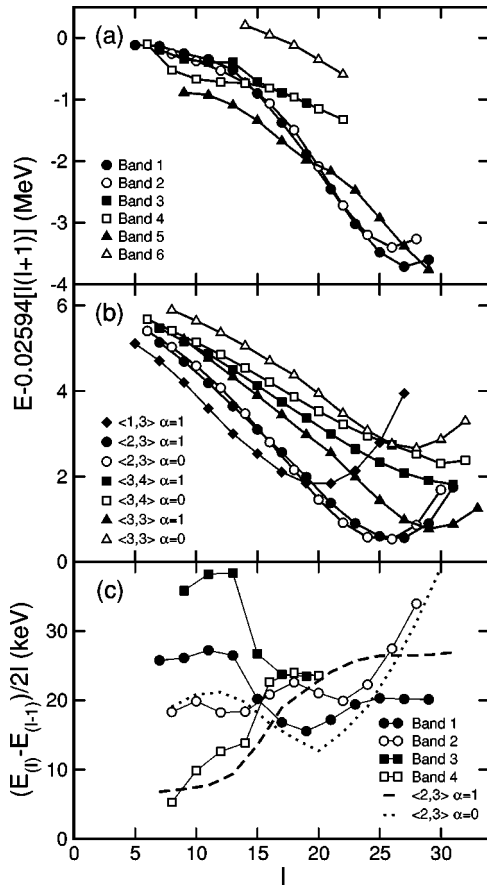 (a)
0
-1
-2
-3
-4
Band 1
Band 2
Band 3
Band 4
Band 5
Band 6
E-0.02594[I(I+1)] (MeV)
(b)
6
4
2
0
<1,3> α=1
<2,3> α=1
<2,3> α=0
<3,4> α=1
<3,4> α=0
<3,3> α=1
<3,3> α=0
(c)
30
20
10
0
(E(I)-E(I-1))/2I (keV)
Band 1
Band 2
Band 3
Band 4
<2,3> α=1
<2,3> α=0
0 5 10 15 20 25 30
I